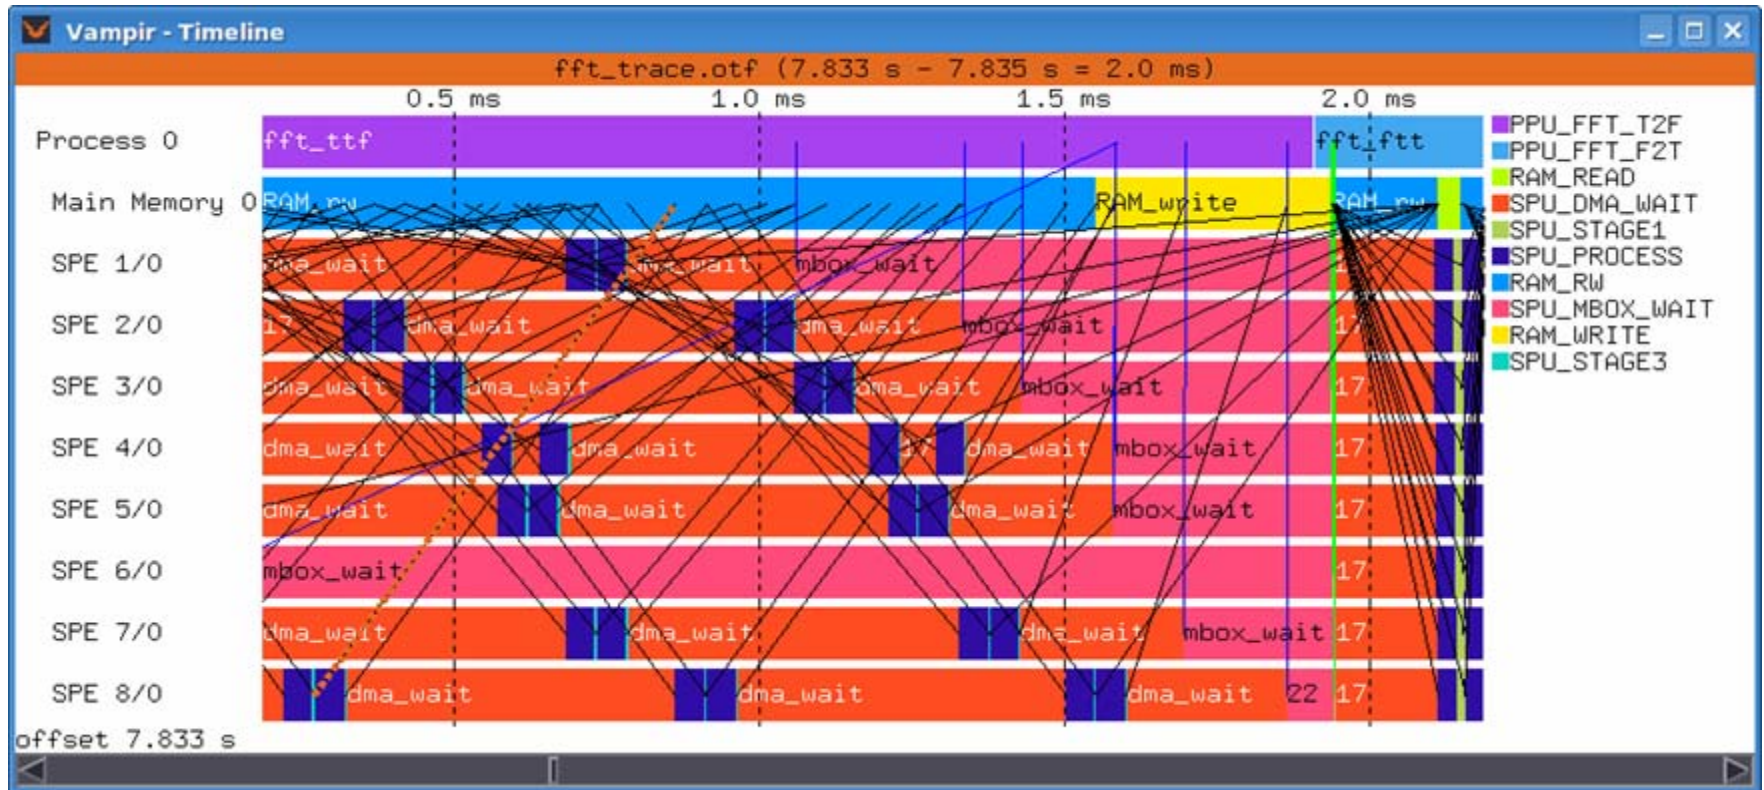 Vampir - Timeline
fft_trace.otf (7.833 s - 7.835 s = 2.0 ms)
0.5 ms 1.0 ms 1.5 ms 2.0 ms
Process 0 fft_ttf fft_ftt
Main Memory 0 RAM_rw RAM_write RAM_rw
SPE 1/0 dma_wait dma_wait mbox_wait
SPE 2/0 17 dma_wait dma_wait mbox_wait 17
SPE 3/0 dma_wait dma_wait dma_wait mbox_wait 17
SPE 4/0 dma_wait dma_wait 17 dma_wait mbox_wait 17
SPE 5/0 dma_wait dma_wait dma_wait mbox_wait 17
SPE 6/0 mbox_wait 17
SPE 7/0 dma_wait dma_wait dma_wait mbox_wait 17
SPE 8/0 dma_wait dma_wait dma_wait 22 17
offset 7.833 s
PPU_FFT_T2F
PPU_FFT_F2T
RAM_READ
SPU_DMA_WAIT
SPU_STAGE1
SPU_PROCESS
RAM_RW
SPU_MBOX_WAIT
RAM_WRITE
SPU_STAGE3